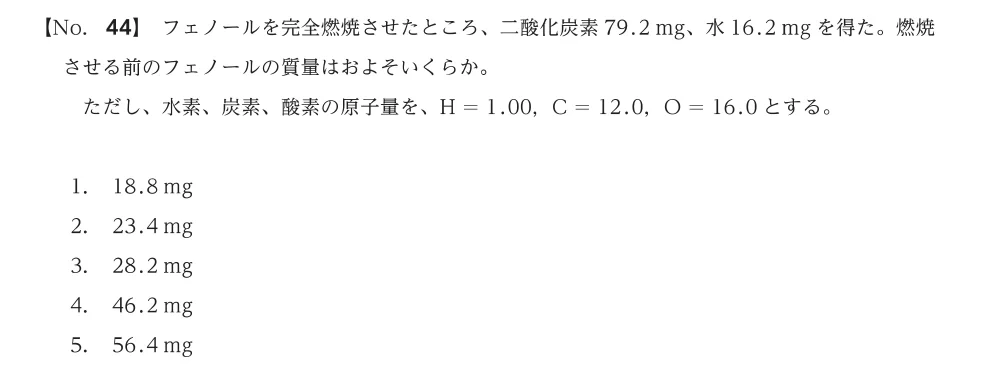 【No. 44】 フェノールを完全燃焼させたところ、二酸化炭素 79.2 mg、水 16.2 mg を得た。燃焼
させる前のフェノールの質量はおよそいくらか。
ただし、水素、炭素、酸素の原子量を、H = 1.00, C = 12.0, O = 16.0 とする。
1. 18.8 mg
2. 23.4 mg
3. 28.2 mg
4. 46.2 mg
5. 56.4 mg